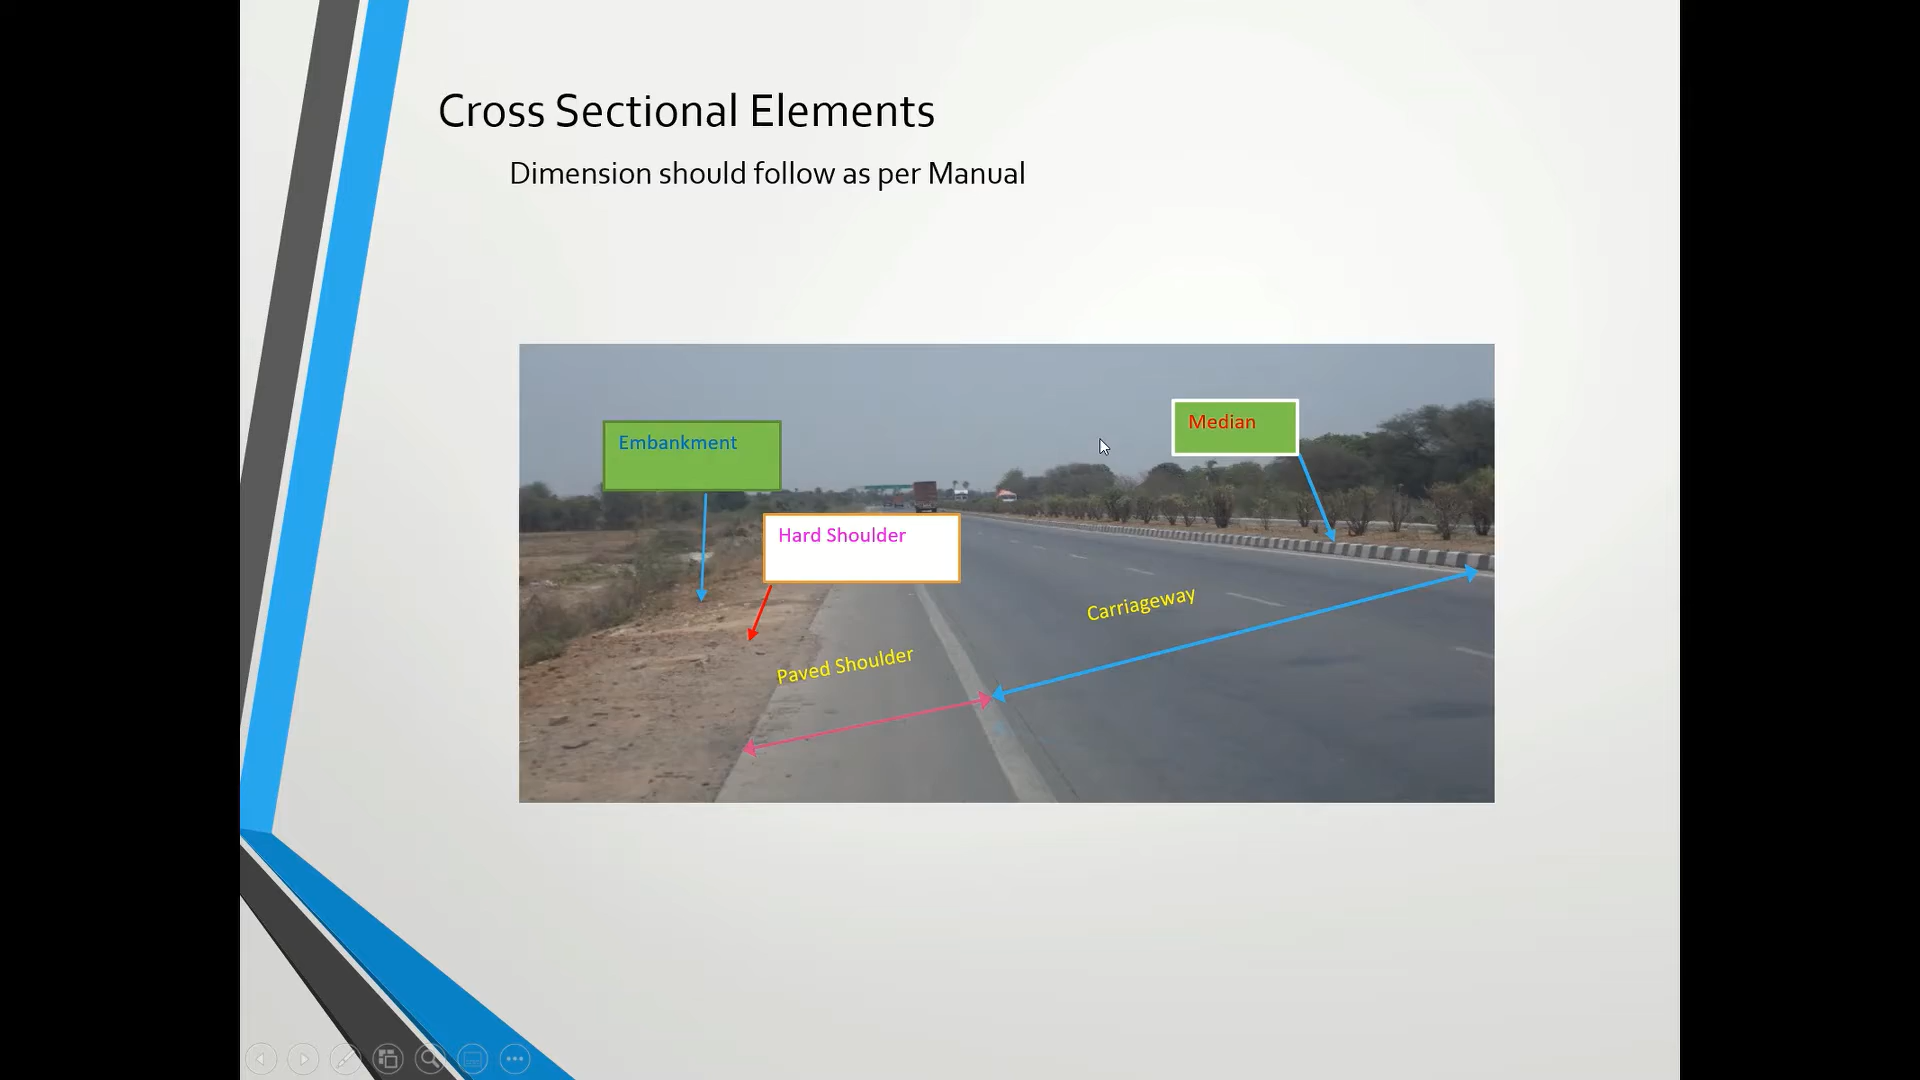 Cross Sectional Elements
Dimension should follow as per Manual
Median
Embankment
Hard Shoulder
Carriageway
Paved Shoulder